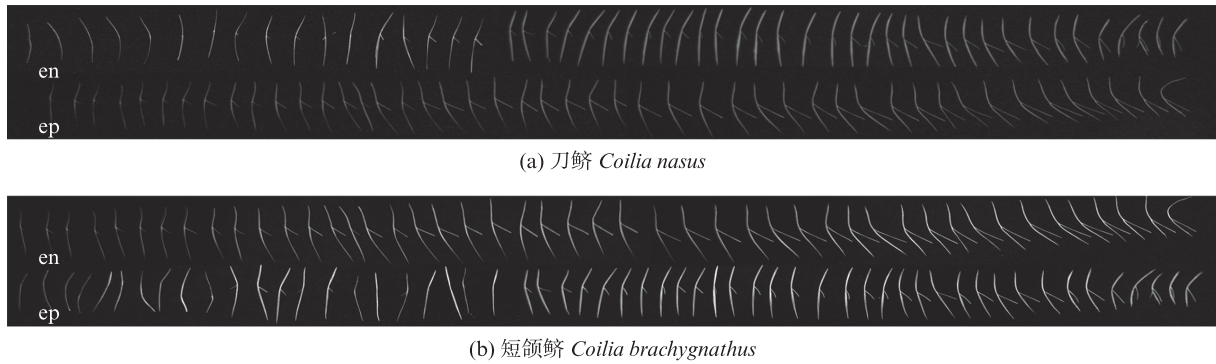 en
ep
(a) 刀鲚 Coilia nasus
en
ep
(b) 短颌鲚 Coilia brachygnathus